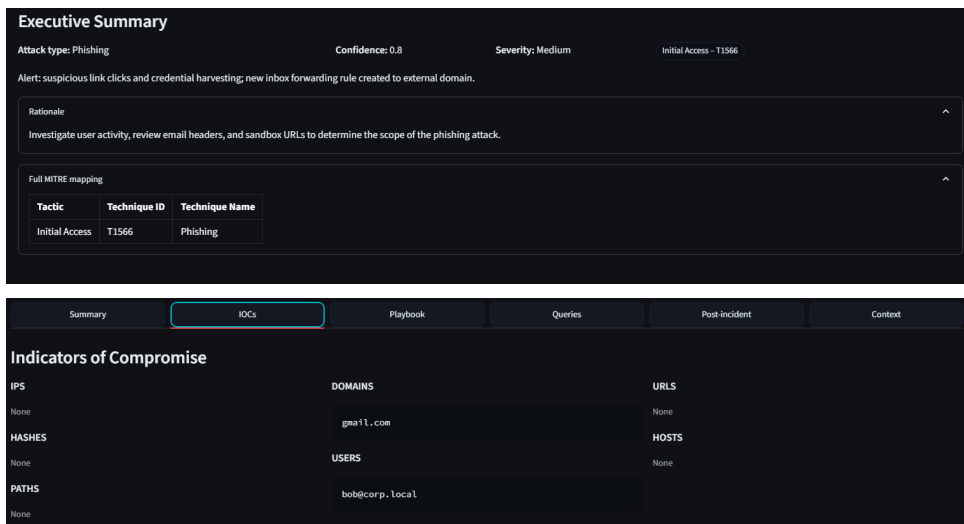 Executive Summary
Attack type: Phishing Confidence: 0.8 Severity: Medium Initial Access – T1566
Alert: suspicious link clicks and credential harvesting; new inbox forwarding rule created to external domain.
Rationale
Investigate user activity, review email headers, and sandbox URLs to determine the scope of the phishing attack.
Full MITRE mapping
Tactic Technique ID Technique Name
Initial Access T1566 Phishing
Summary IOCs Playbook Queries Post-incident Context
Indicators of Compromise
IPS DOMAINS URLS
None gmail.com None
HASHES HOSTS
None USERS None
PATHS bob@corp.local
None